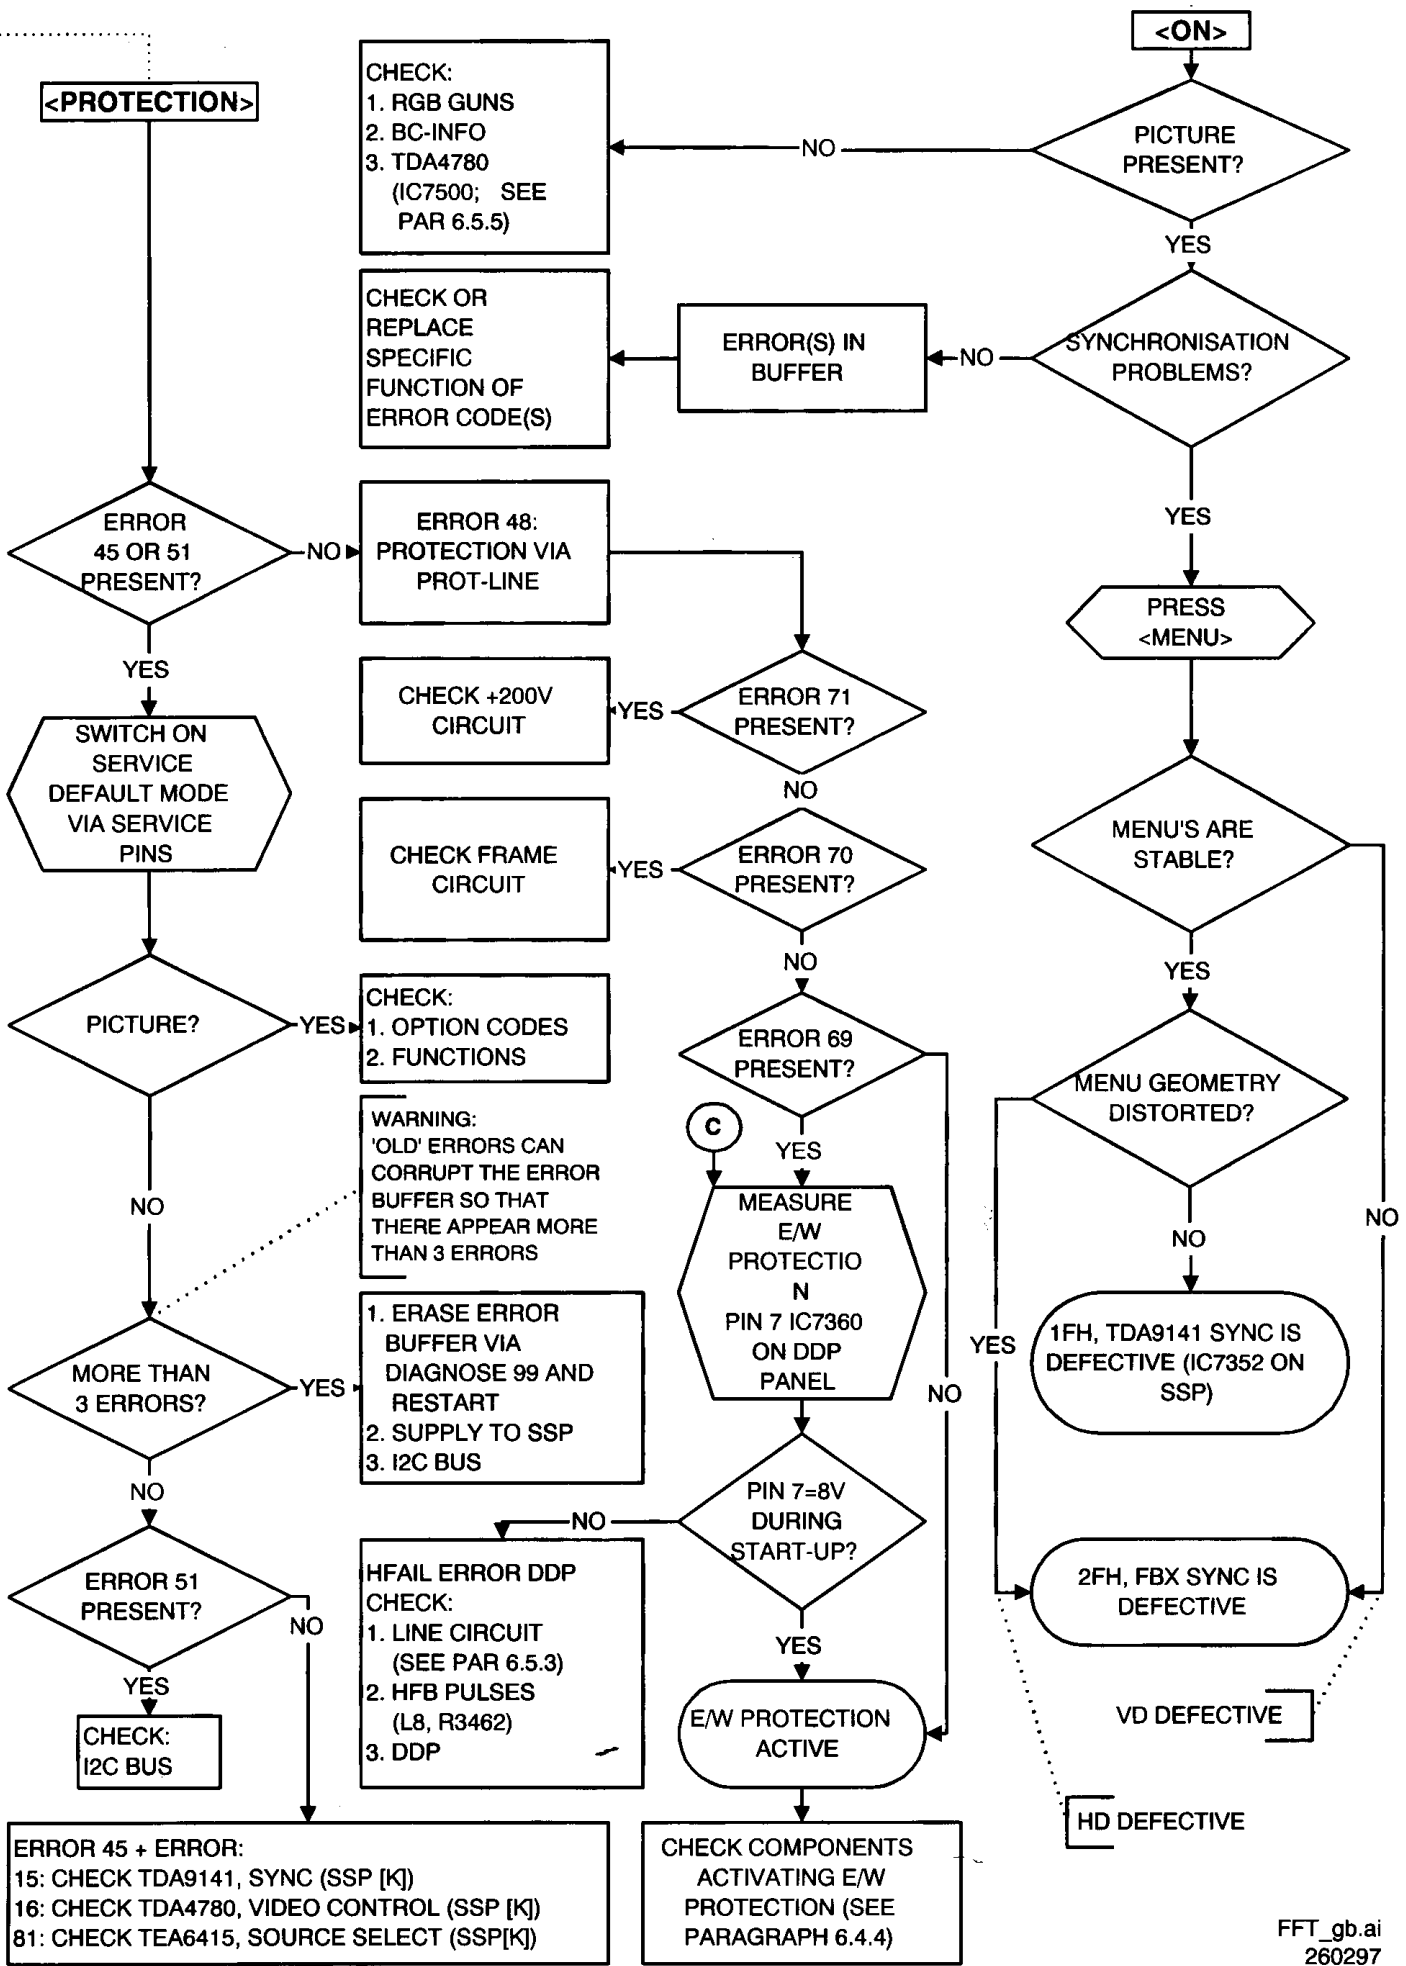 <PROTECTION>
CHECK:
1. RGB GUNS
2. BC-INFO
3. TDA4780
(IC7500; SEE
PAR 6.5.5)
NO
<ON>
PICTURE
PRESENT?
YES
CHECK OR
REPLACE
SPECIFIC
FUNCTION OF
ERROR CODE(S)
ERROR(S) IN
BUFFER
NO
SYNCHRONISATION
PROBLEMS?
YES
ERROR
45 OR 51
PRESENT?
NO
ERROR 48:
PROTECTION VIA
PROT-LINE
PRESS
<MENU>
YES
CHECK +200V
CIRCUIT
YES
ERROR 71
PRESENT?
NO
SWITCH ON
SERVICE
DEFAULT MODE
VIA SERVICE
PINS
CHECK FRAME
CIRCUIT
YES
ERROR 70
PRESENT?
NO
MENU'S ARE
STABLE?
YES
NO
PICTURE?
YES
CHECK:
1. OPTION CODES
2. FUNCTIONS
ERROR 69
PRESENT?
YES
NO
MENU GEOMETRY
DISTORTED?
NO
YES
WARNING:
'OLD' ERRORS CAN
CORRUPT THE ERROR
BUFFER SO THAT
THERE APPEAR MORE
THAN 3 ERRORS
NO
C
MEASURE
E/W
PROTECTIO
N
PIN 7 IC7360
ON DDP
PANEL
1FH, TDA9141 SYNC IS
DEFECTIVE (IC7352 ON
SSP)
MORE THAN
3 ERRORS?
YES
1. ERASE ERROR
BUFFER VIA
DIAGNOSE 99 AND
RESTART
2. SUPPLY TO SSP
3. I2C BUS
NO
PIN 7=8V
DURING
START-UP?
NO
YES
ERROR 51
PRESENT?
NO
YES
HFAIL ERROR DDP
CHECK:
1. LINE CIRCUIT
(SEE PAR 6.5.3)
2. HFB PULSES
(L8, R3462)
3. DDP
2FH, FBX SYNC IS
DEFECTIVE
CHECK:
I2C BUS
E/W PROTECTION
ACTIVE
VD DEFECTIVE
HD DEFECTIVE
ERROR 45 + ERROR:
15: CHECK TDA9141, SYNC (SSP [K])
16: CHECK TDA4780, VIDEO CONTROL (SSP [K])
81: CHECK TEA6415, SOURCE SELECT (SSP[K])
CHECK COMPONENTS
ACTIVATING E/W
PROTECTION (SEE
PARAGRAPH 6.4.4)
FFT_gb.ai
260297